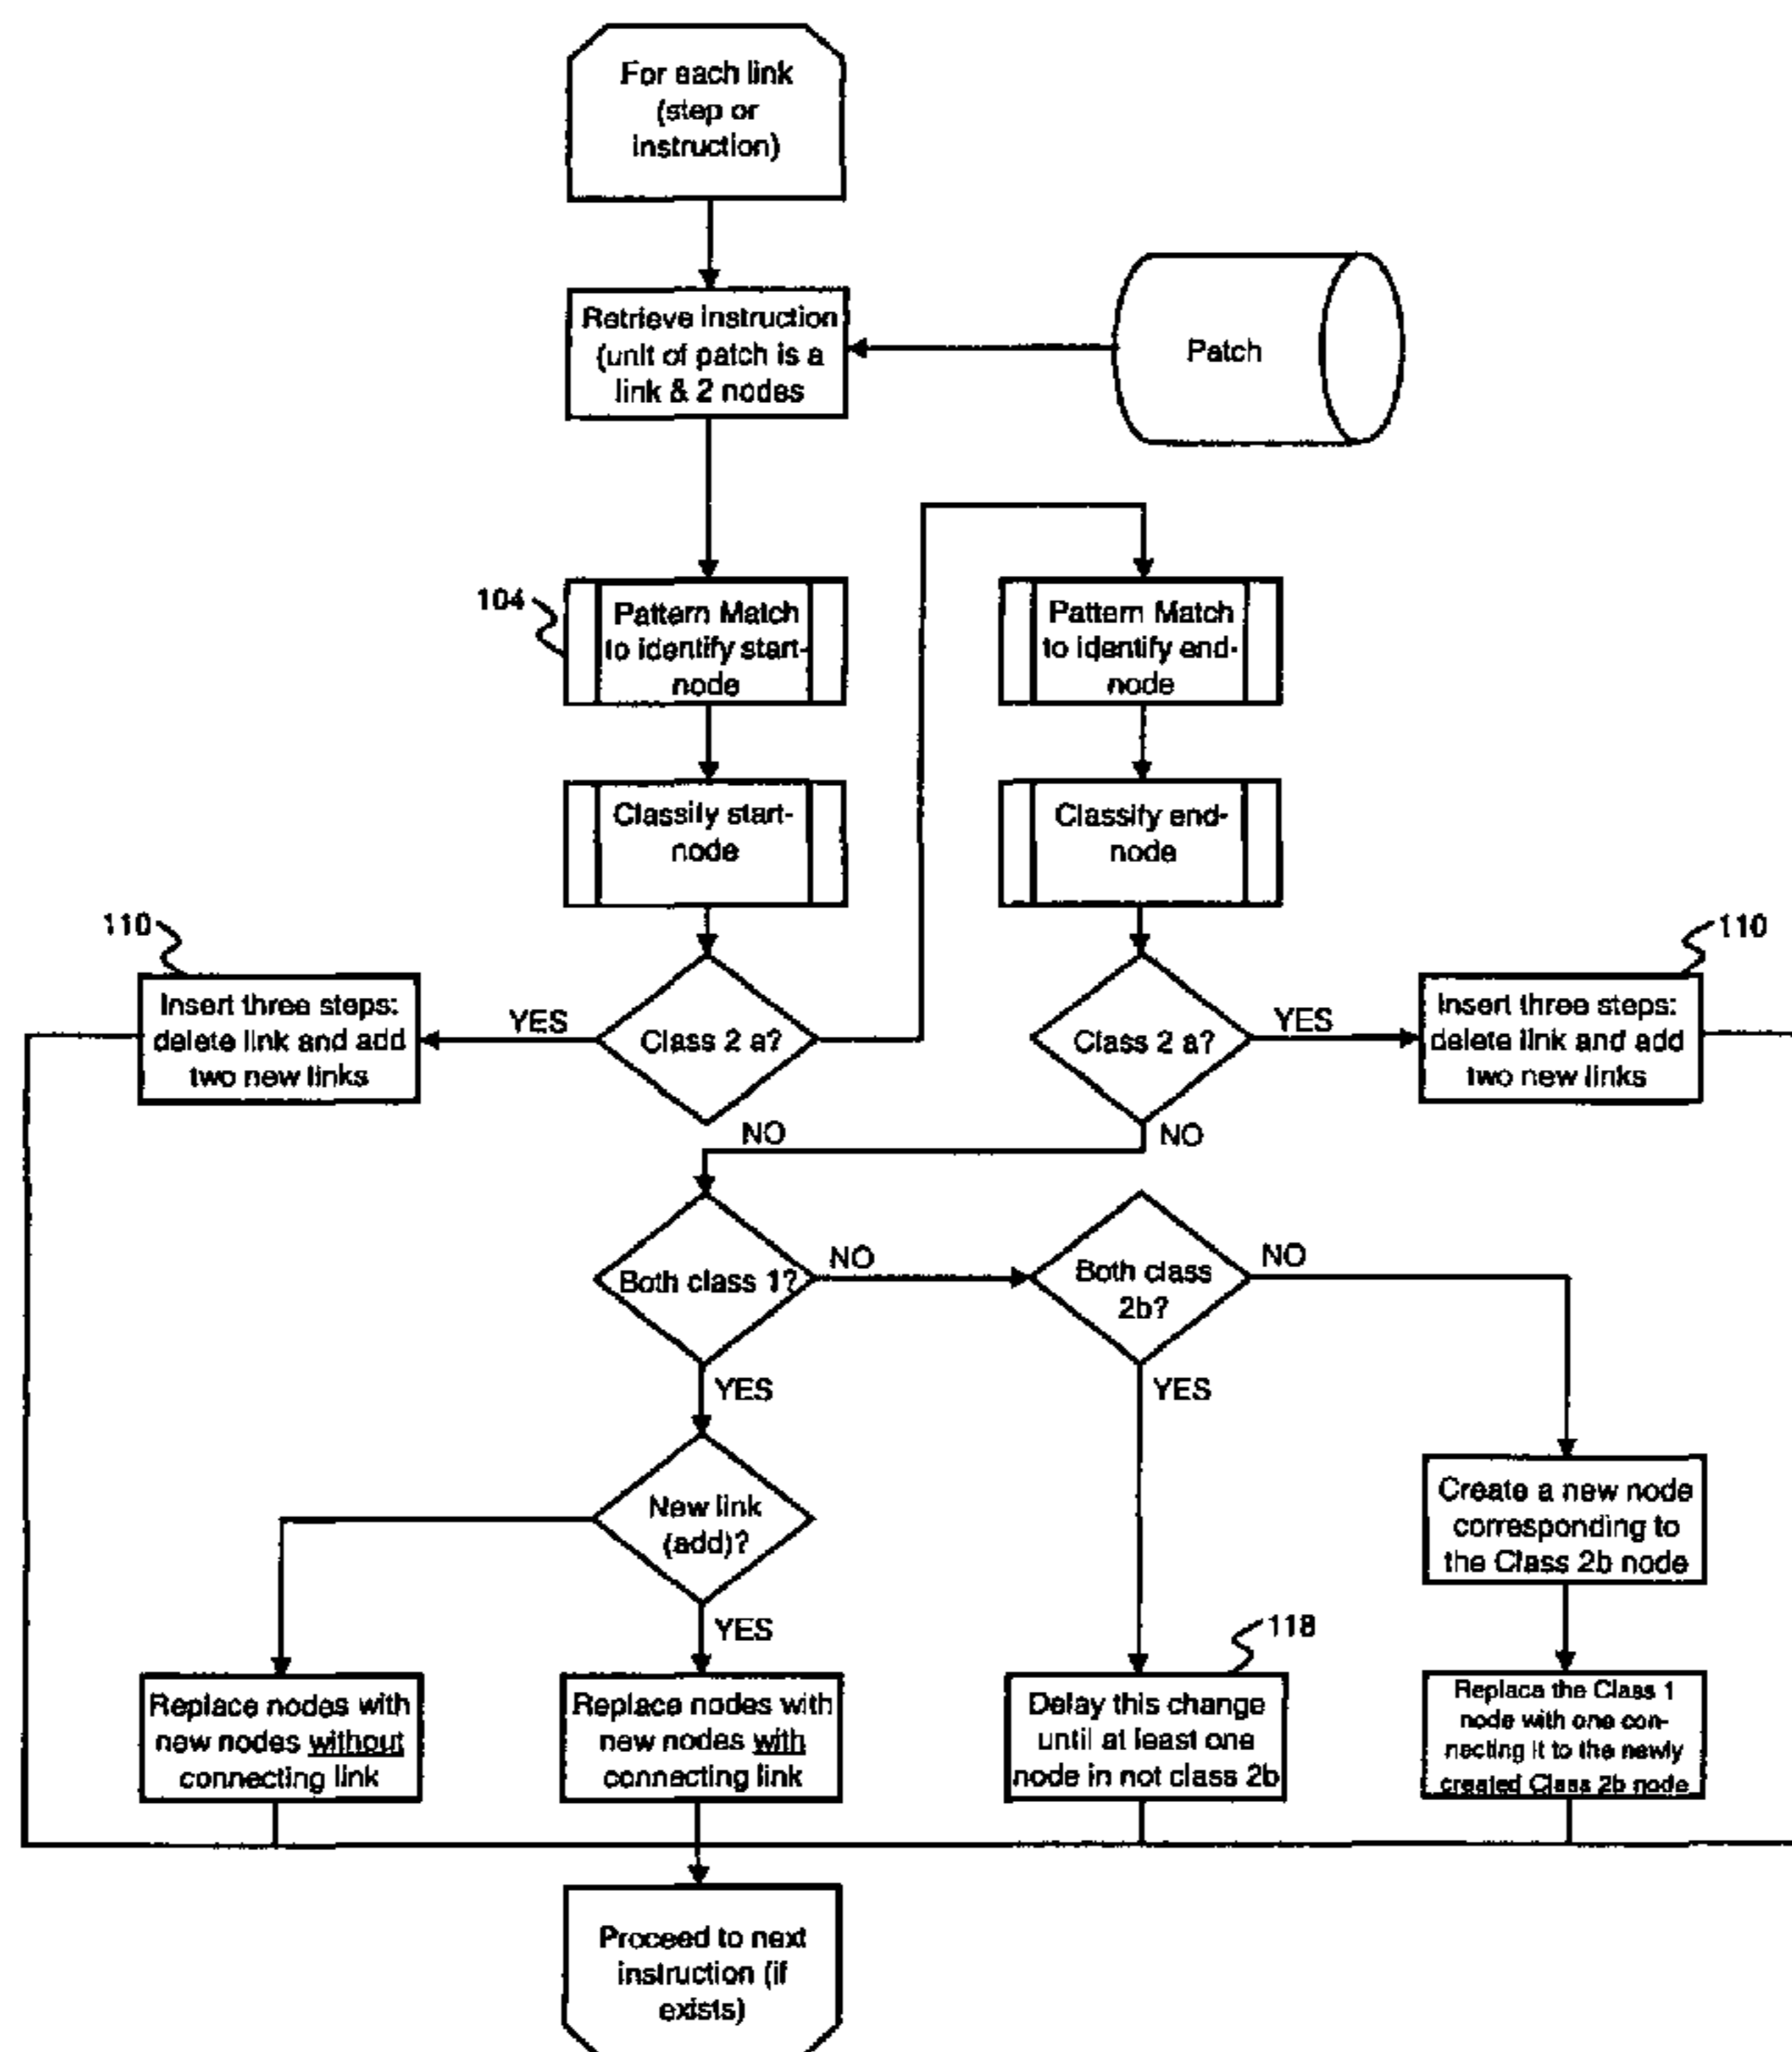 For each link
(step or
instruction)
Retrieve instruction
(unit of patch is a
link & 2 nodes
Patch
104
Pattern Match
to identify start-
node
Pattern Match
to identify end-
node
Classify start-
node
Classify end-
node
110
Insert three steps:
delete link and add
two new links
YES
Class 2 a?
Class 2 a?
YES
110
Insert three steps:
delete link and add
two new links
NO
NO
Both class 1?
NO
Both class
2b?
NO
YES
YES
New link
(add)?
YES
Create a new node
corresponding to
the Class 2b node
118
Replace nodes with
new nodes without
connecting link
Replace nodes with
new nodes with
connecting link
Delay this change
until at least one
node in not class 2b
Replace the Class 1
node with one con-
necting it to the newly
created Class 2b node
Proceed to next
instruction (if
exists)